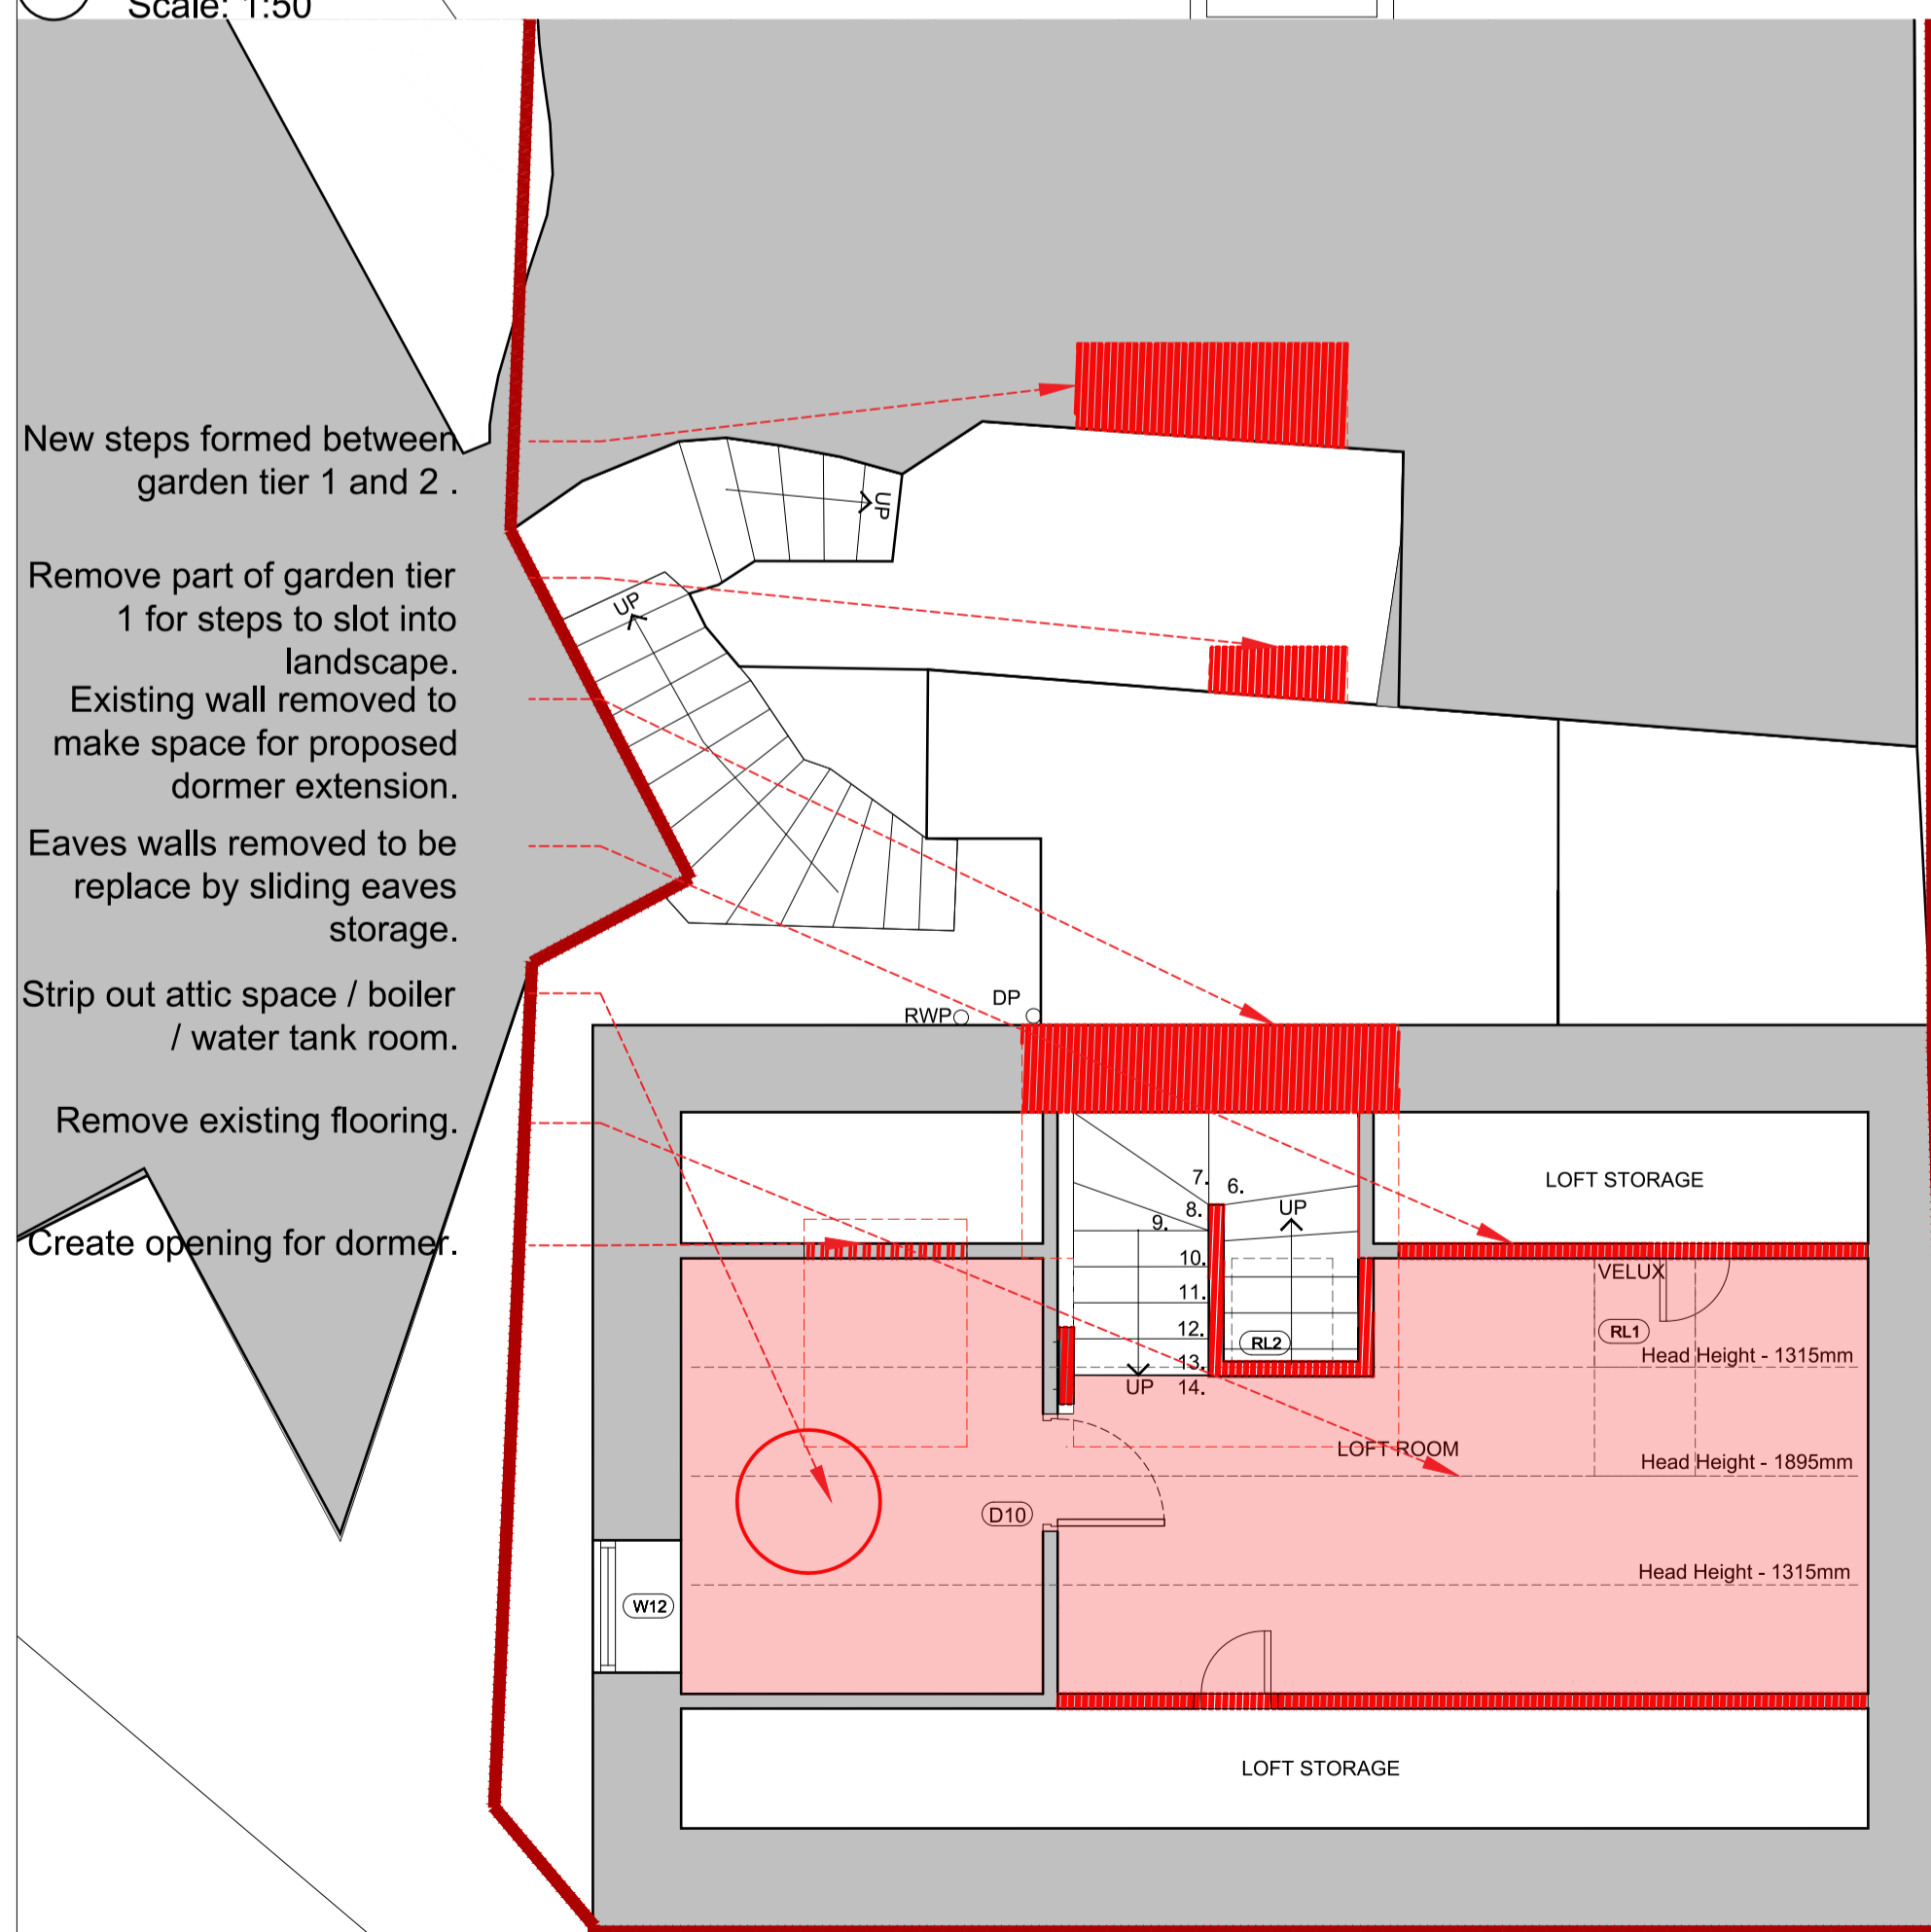 Scale: 1:50
New steps formed between
garden tier 1 and 2 .
Remove part of garden tier
1 for steps to slot into
landscape.
Existing wall removed to
make space for proposed
dormer extension.
Eaves walls removed to be
replace by sliding eaves
storage.
Strip out attic space / boiler
/ water tank room.
Remove existing flooring.
Create opening for dormer.
UP
UP
DP
RWP
LOFT STORAGE
7.
6.
8.
UP
9.
10.
VELUX
11.
12.
RL1
RL2
Head Height - 1315mm
13.
UP
14.
LOFT ROOM
Head Height - 1895mm
D10
Head Height - 1315mm
W12
LOFT STORAGE